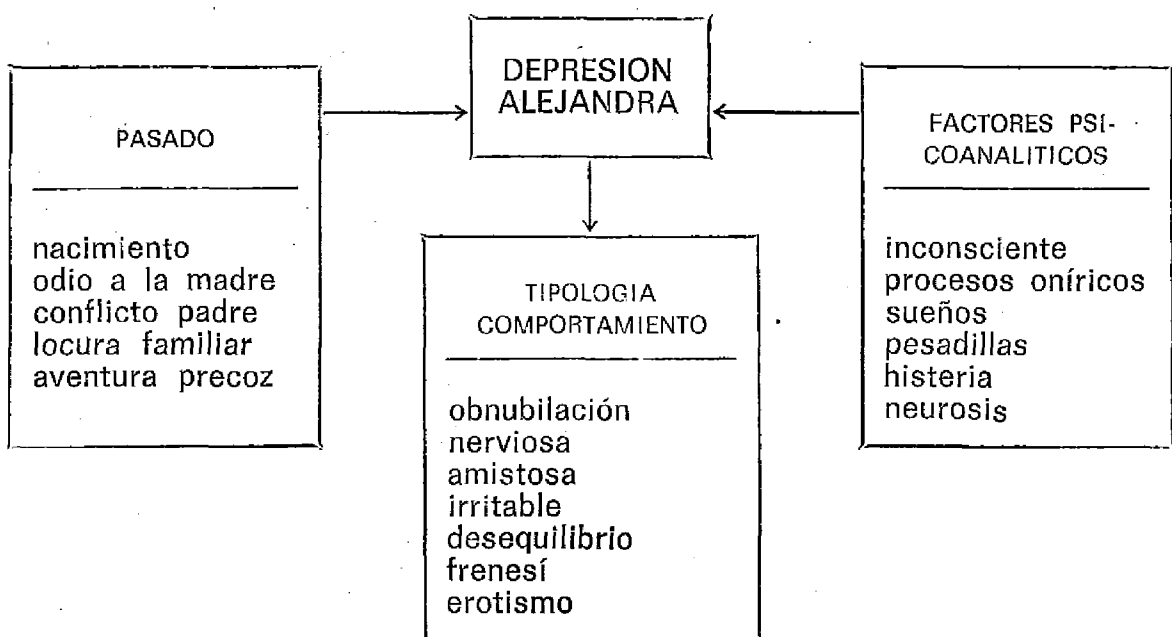 DEPRESION
ALEJANDRA
PASADO
nacimiento
odio a la madre
conflicto padre
locura familiar
aventura precoz
FACTORES PSI-
COANALITICOS
inconsciente
procesos oníricos
sueños
pesadillas
histeria
neurosis
TIPOLOGIA
COMPORTAMIENTO
obnubilación
nerviosa
amistosa
irritable
desequilibrio
frenesí
erotismo